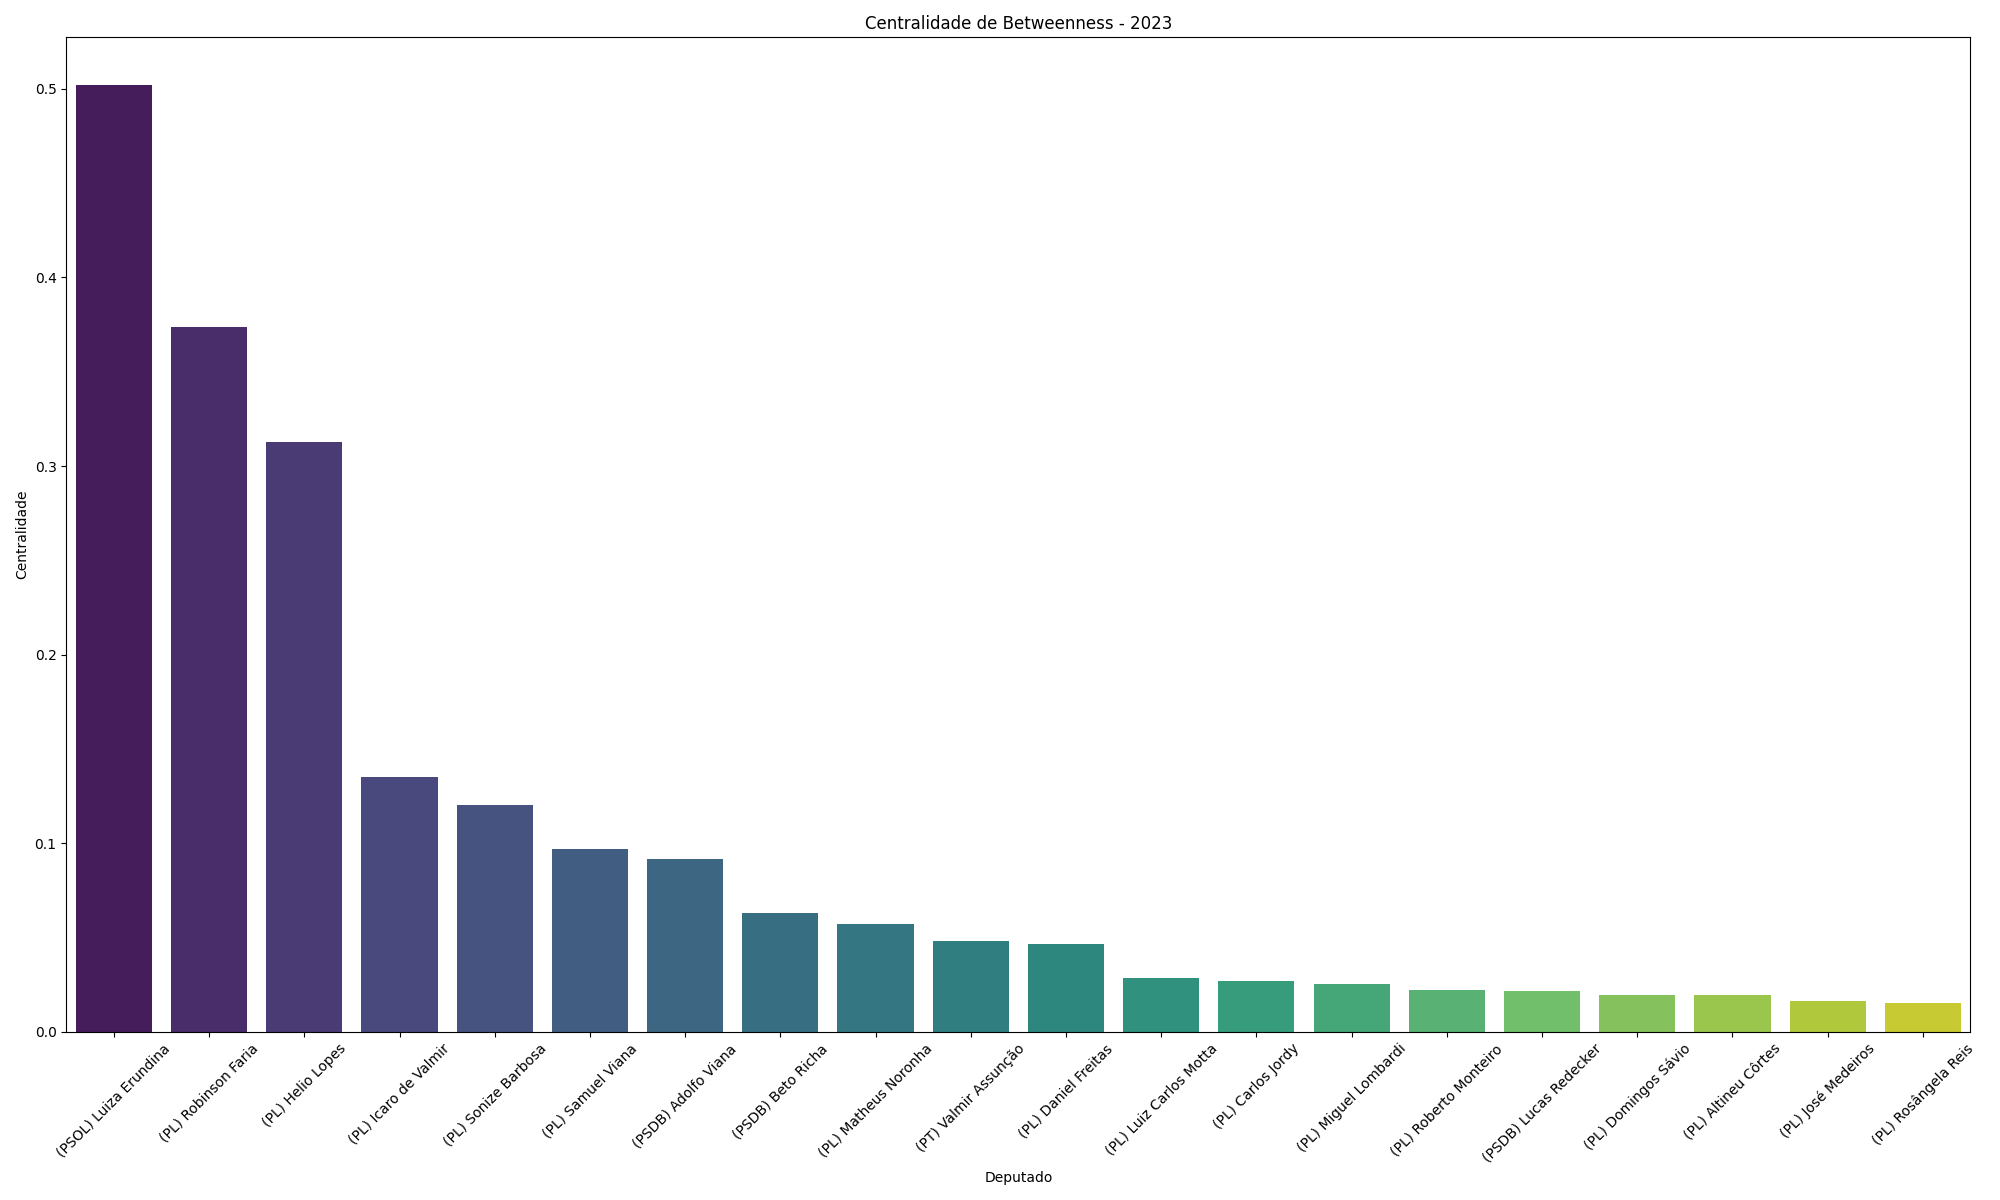 Centralidade de Betweenness - 2023
0.5
0.4
0.3
0.2
0.1
0.0
Centralidade
(PSOL) Luiza Erundina
(PL) Robinson Faria
(PL) Helio Lopes
(PL) Icaro de Valmir
(PL) Sonize Barbosa
(PL) Samuel Viana
(PSDB) Adolfo Viana
(PSDB) Beto Richa
(PL) Matheus Noronha
(PT) Valmir Assunção
(PL) Daniel Freitas
(PL) Luiz Carlos Motta
(PL) Carlos Jordy
(PL) Miguel Lombardi
(PL) Roberto Monteiro
(PSDB) Lucas Redecker
(PL) Domingos Sávio
(PL) Altineu Côrtes
(PL) José Medeiros
(PL) Rosângela Reis
Deputado